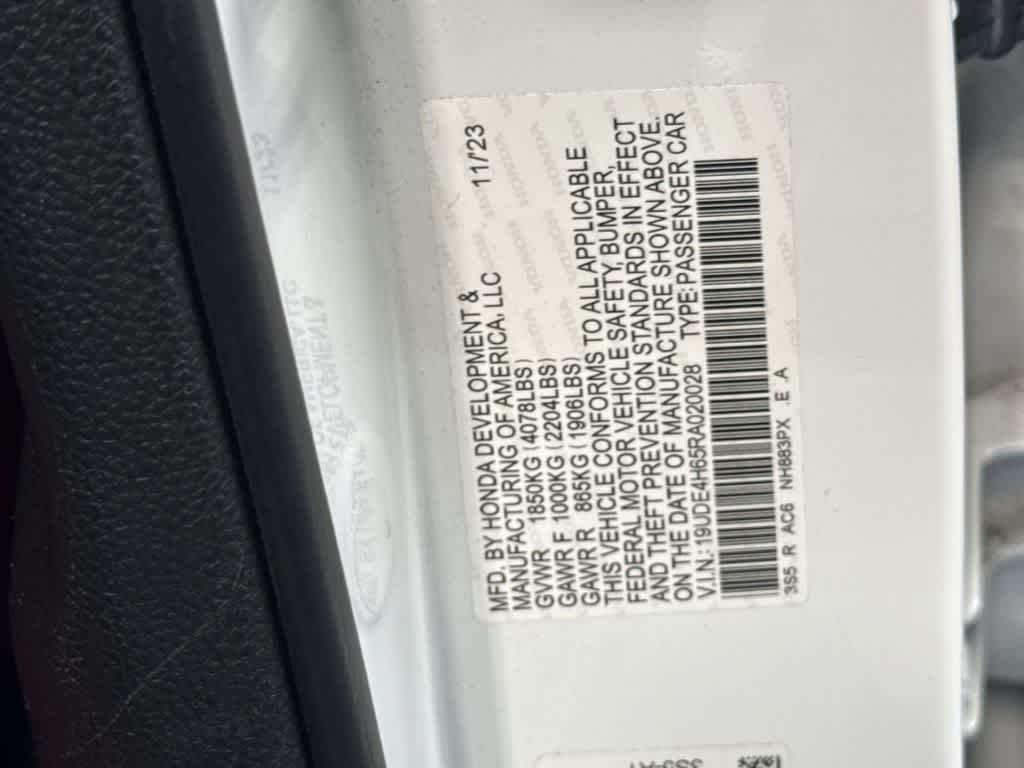 MFD. BY HONDA DEVELOPMENT &
MANUFACTURING OF AMERICA, LLC 11/23
GVWR 1850KG (4078LBS)
GAWR F 1000KG (2204LBS)
GAWR R 865KG (1906LBS)
THIS VEHICLE CONFORMS TO ALL APPLICABLE
FEDERAL MOTOR VEHICLE SAFETY, BUMPER,
AND THEFT PREVENTION STANDARDS IN EFFECT
ON THE DATE OF MANUFACTURE SHOWN ABOVE.
V.I.N.: 19UDE4H65RA020028 TYPE: PASSENGER CAR
3S5 R AC6 NH883PX E A